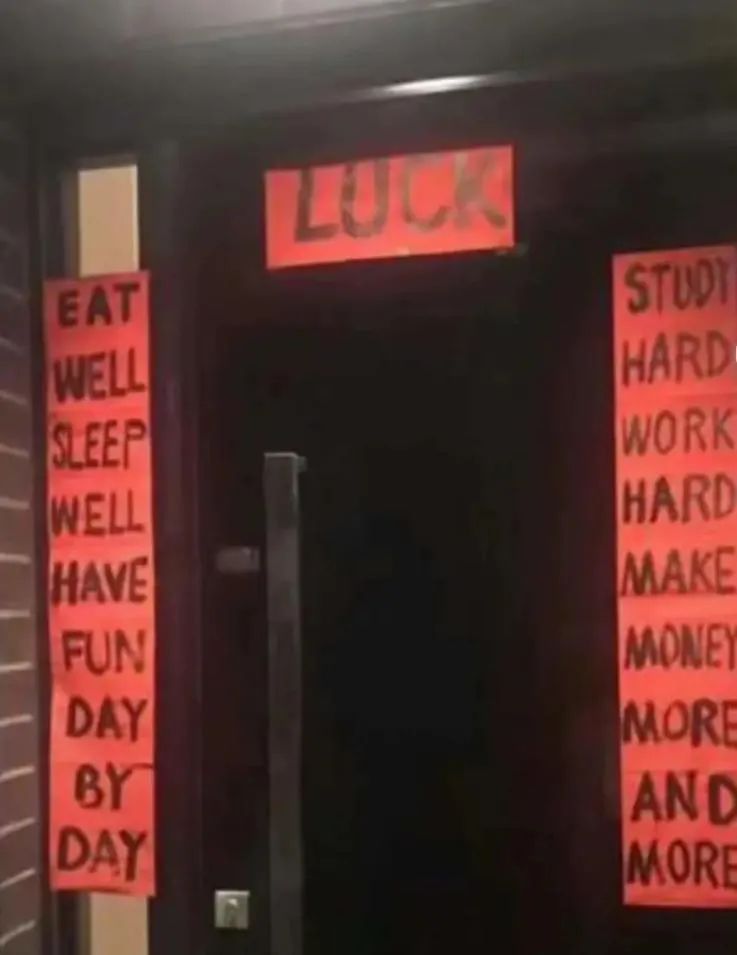 LUCK
EAT
WELL
SLEEP
WELL
HAVE
FUN
DAY
BY
DAY
STUDY
HARD
WORK
HARD
MAKE
MONEY
MORE
AND
MORE